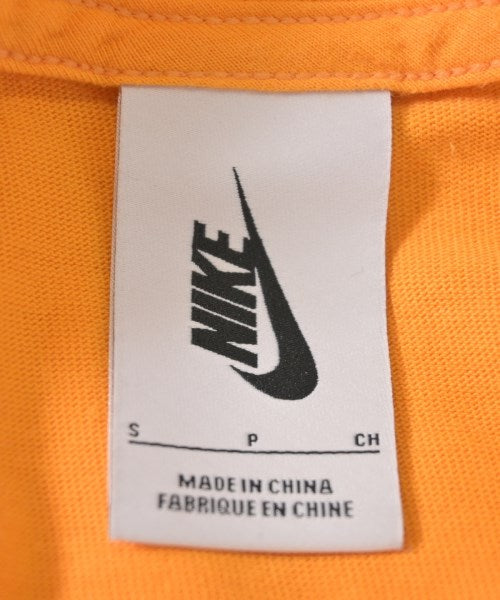 NIKE
S P CH
MADE IN CHINA
FABRIQUE EN CHINE